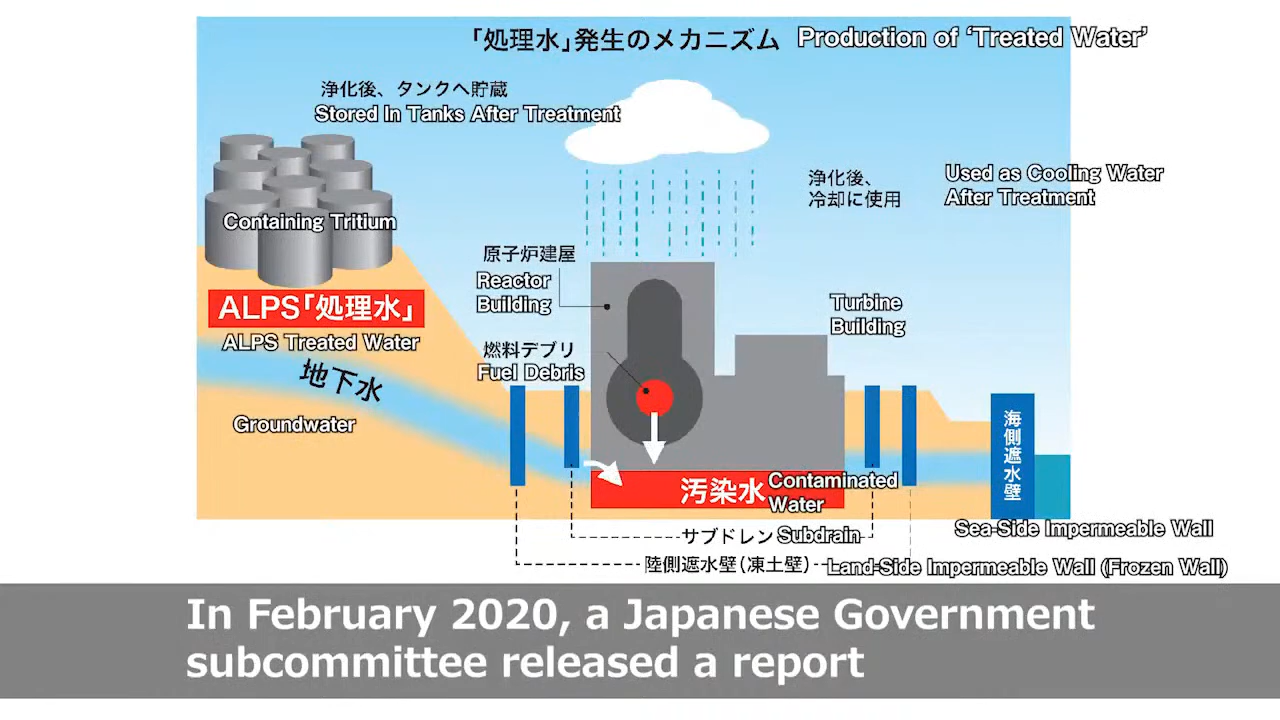 「処理水」発生のメカニズム Production of ‘Treated Water’
浄化後、タンクへ貯蔵
Stored In Tanks After Treatment
浄化後、
冷却に使用
Used as Cooling Water
After Treatment
Containing Tritium
原子炉建屋
Reactor
Building
ALPS「処理水」
ALPS Treated Water
Turbine
Building
燃料デブリ
Fuel Debris
地下水
Groundwater
海側遮水壁
汚染水
Contaminated
Water
サブドレン Subdrain
Sea-Side Impermeable Wall
陸側遮水壁(凍土壁) Land-Side Impermeable Wall (Frozen Wall)
In February 2020, a Japanese Government
subcommittee released a report